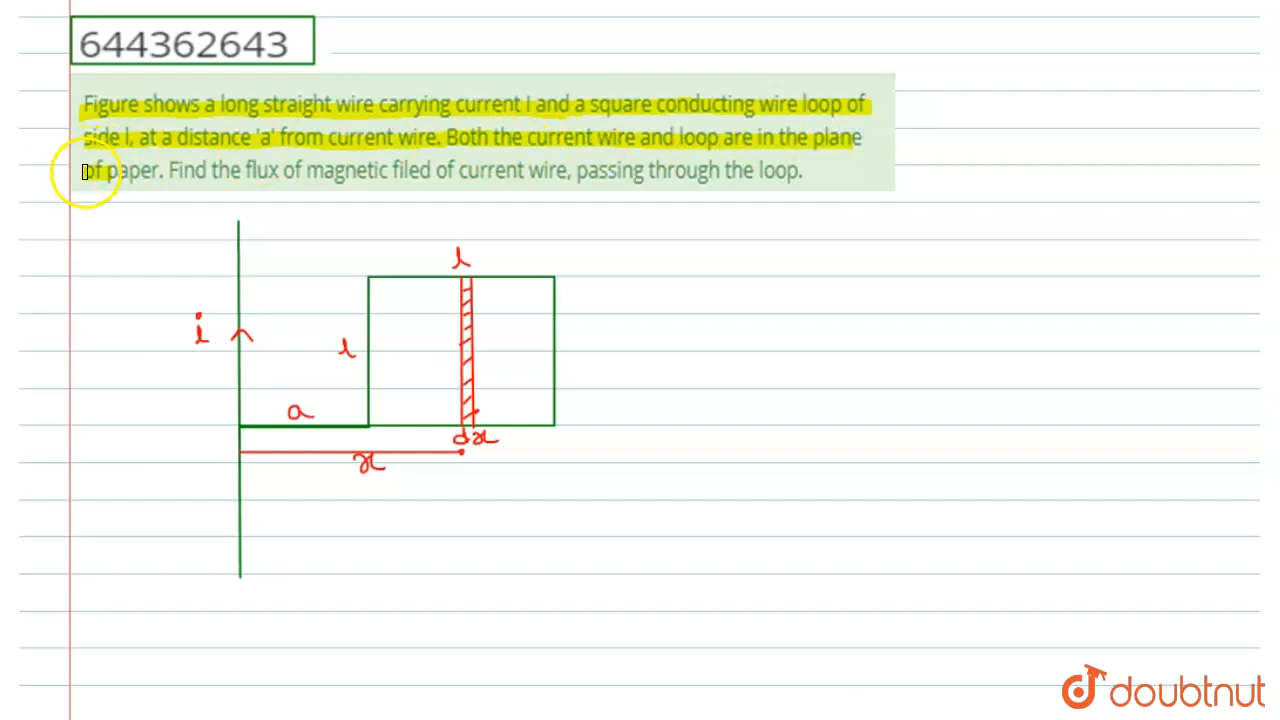 644362643
Figure shows a long straight wire carrying current I and a square conducting wire loop of
side l, at a distance 'a' from current wire. Both the current wire and loop are in the plane
of paper. Find the flux of magnetic filed of current wire, passing through the loop.
l
i
l
a
dx
x
doubtnut